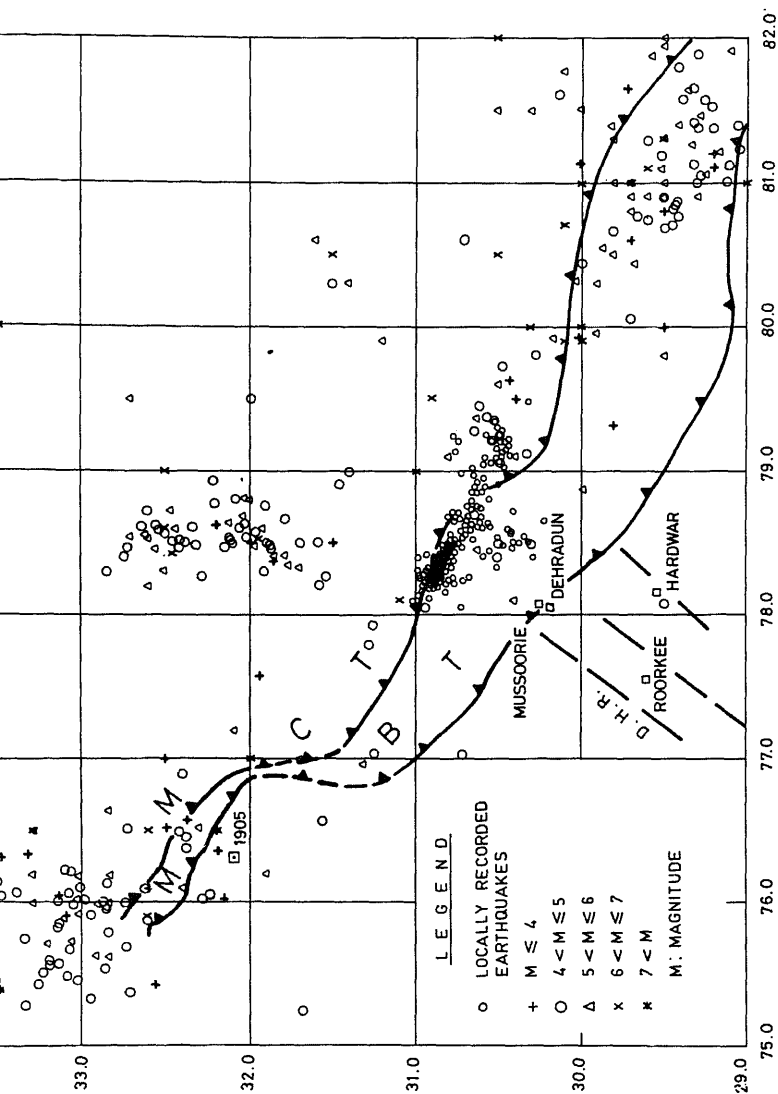 33.0
32.0
31.0
30.0
29.0
75.0
76.0
77.0
78.0
79.0
80.0
81.0
82.0
M
C
T
M
B
T
1905
MUSSOORIE
DEHRADUN
D.H.R.
ROORKEE
HARDWAR
LEGEND
○ LOCALLY RECORDED
EARTHQUAKES
+ M ≤ 4
○ 4 < M ≤ 5
△ 5 < M ≤ 6
x 6 < M ≤ 7
* 7 < M
M: MAGNITUDE